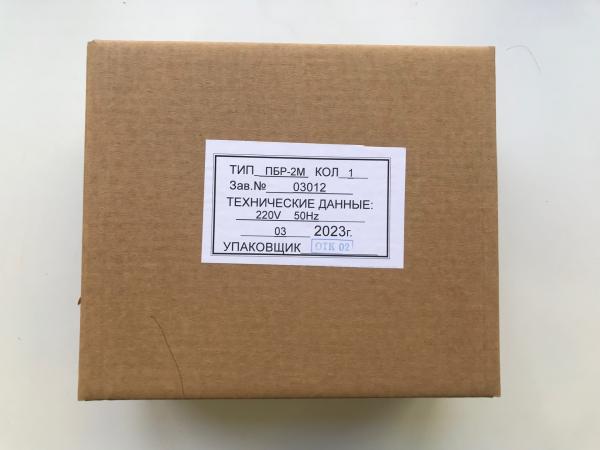 ТИП ПБР-2М КОЛ 1
Зав.№ 03012
ТЕХНИЧЕСКИЕ ДАННЫЕ:
220V 50Hz
03 2023г.
УПАКОВЩИК ОТК 02